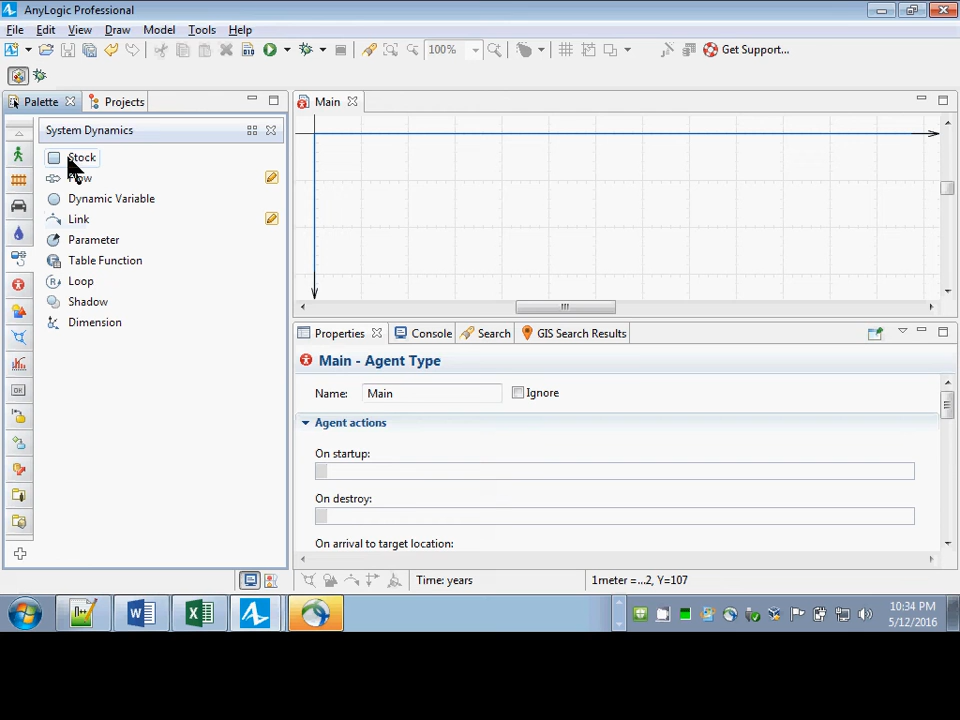 AnyLogic Professional
File Edit View Draw Model Tools Help
100% Get Support...
Palette Projects Main
System Dynamics
Stock
Dynamic Variable
Link
Parameter
Table Function
Loop
Shadow
Dimension
Properties Console Search GIS Search Results
Main - Agent Type
Name: Main Ignore
Agent actions
On startup:
On destroy:
On arrival to target location:
Time: years 1meter =...2, Y=107
10:34 PM
5/12/2016